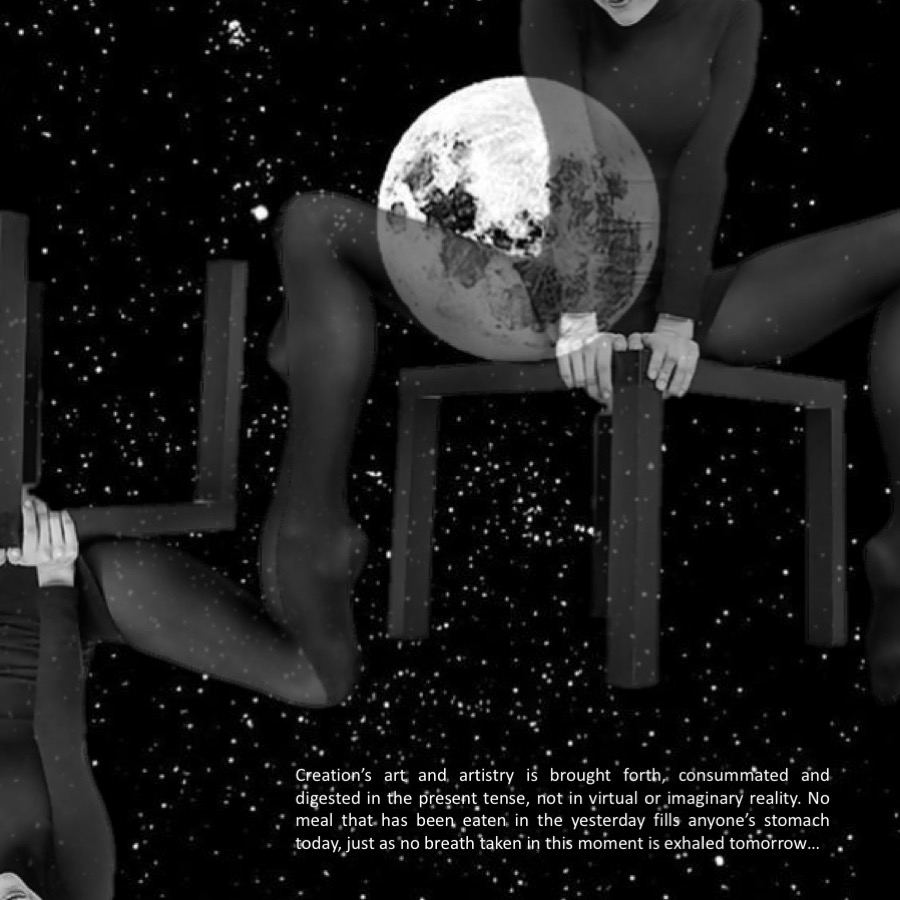 Creation’s art and artistry is brought forth, consummated and
digested in the present tense, not in virtual or imaginary reality. No
meal that has been eaten in the yesterday fills anyone’s stomach
today, just as no breath taken in this moment is exhaled tomorrow...